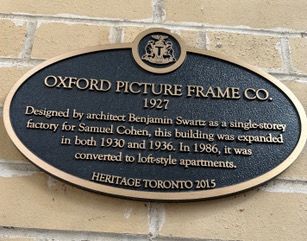 OXFORD PICTURE FRAME CO.
1927
Designed by architect Benjamin Swartz as a single-storey
factory for Samuel Cohen, this building was expanded
in both 1930 and 1936. In 1986, it was
converted to loft-style apartments.
HERITAGE TORONTO 2015